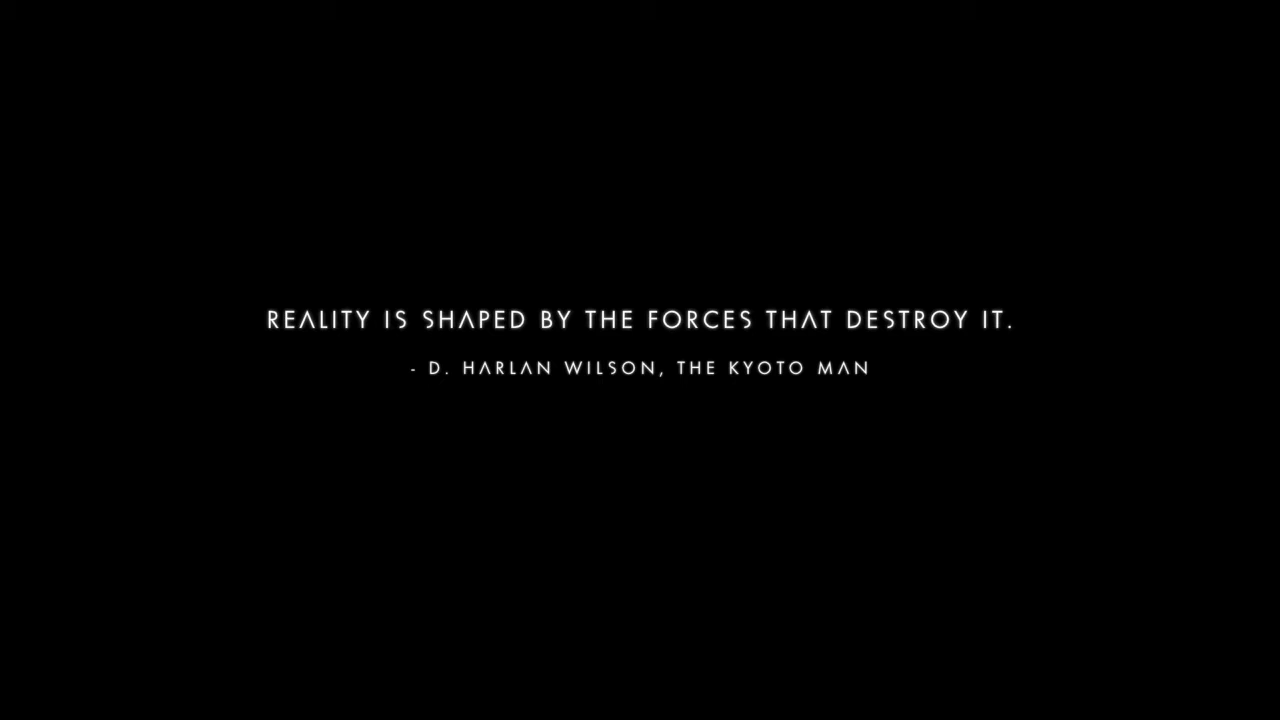 REALITY IS SHAPED BY THE FORCES THAT DESTROY IT.
- D. HARLAN WILSON, THE KYOTO MAN